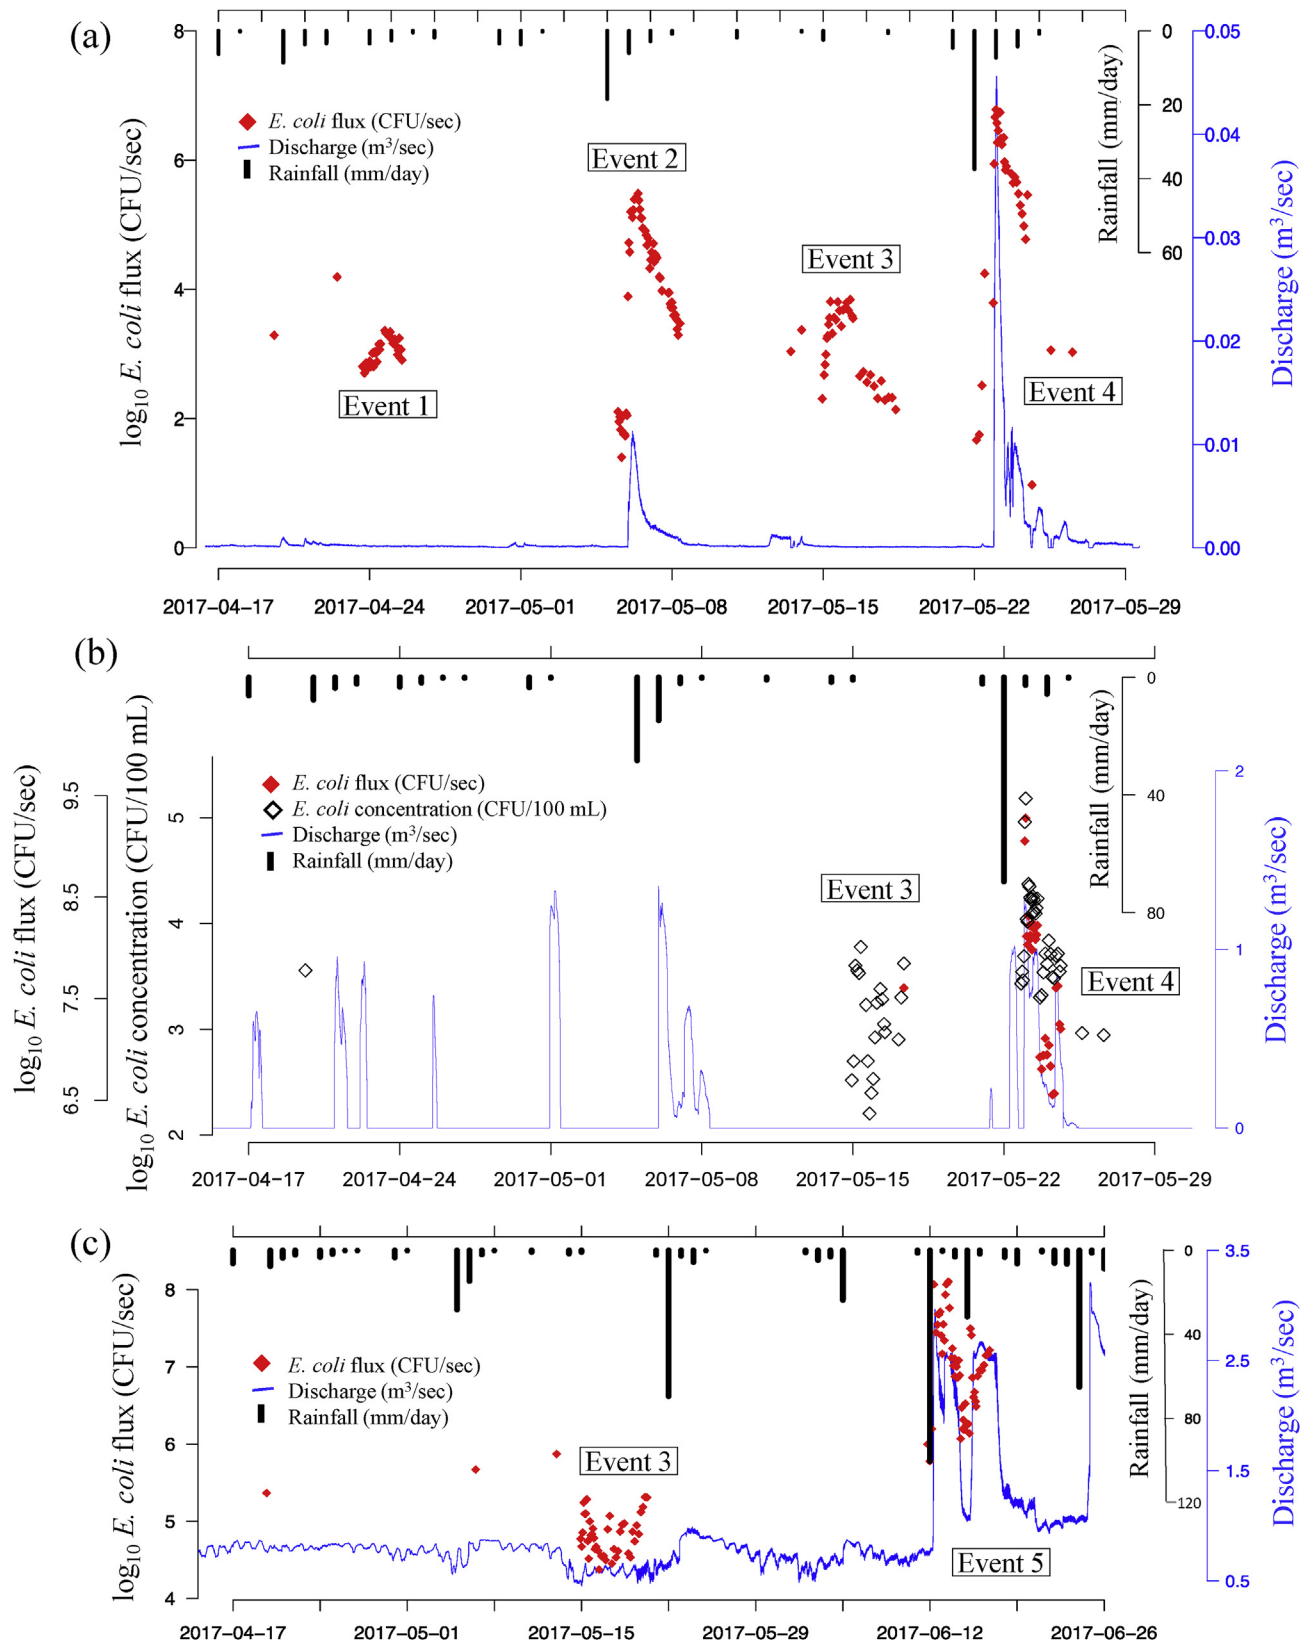 (a)
log10 E. coli flux (CFU/sec)
8
6
4
2
0
E. coli flux (CFU/sec)
Discharge (m3/sec)
Rainfall (mm/day)
Event 1
Event 2
Event 3
Event 4
Rainfall (mm/day)
0
20
40
60
0.05
0.04
0.03
0.02
0.01
0.00
Discharge (m3/sec)
2017-04-17 2017-04-24 2017-05-01 2017-05-08 2017-05-15 2017-05-22 2017-05-29
(b)
log10 E. coli flux (CFU/sec)
9.5
8.5
7.5
6.5
log10 E. coli concentration (CFU/100 mL)
5
4
3
2
E. coli flux (CFU/sec)
E. coli concentration (CFU/100 mL)
Discharge (m3/sec)
Rainfall (mm/day)
Event 3
Event 4
Rainfall (mm/day)
0
40
80
2
1
0
Discharge (m3/sec)
2017-04-17 2017-04-24 2017-05-01 2017-05-08 2017-05-15 2017-05-22 2017-05-29
(c)
log10 E. coli flux (CFU/sec)
8
7
6
5
4
E. coli flux (CFU/sec)
Discharge (m3/sec)
Rainfall (mm/day)
Event 3
Event 5
Rainfall (mm/day)
0
40
80
120
3.5
2.5
1.5
0.5
Discharge (m3/sec)
2017-04-17 2017-05-01 2017-05-15 2017-05-29 2017-06-12 2017-06-26